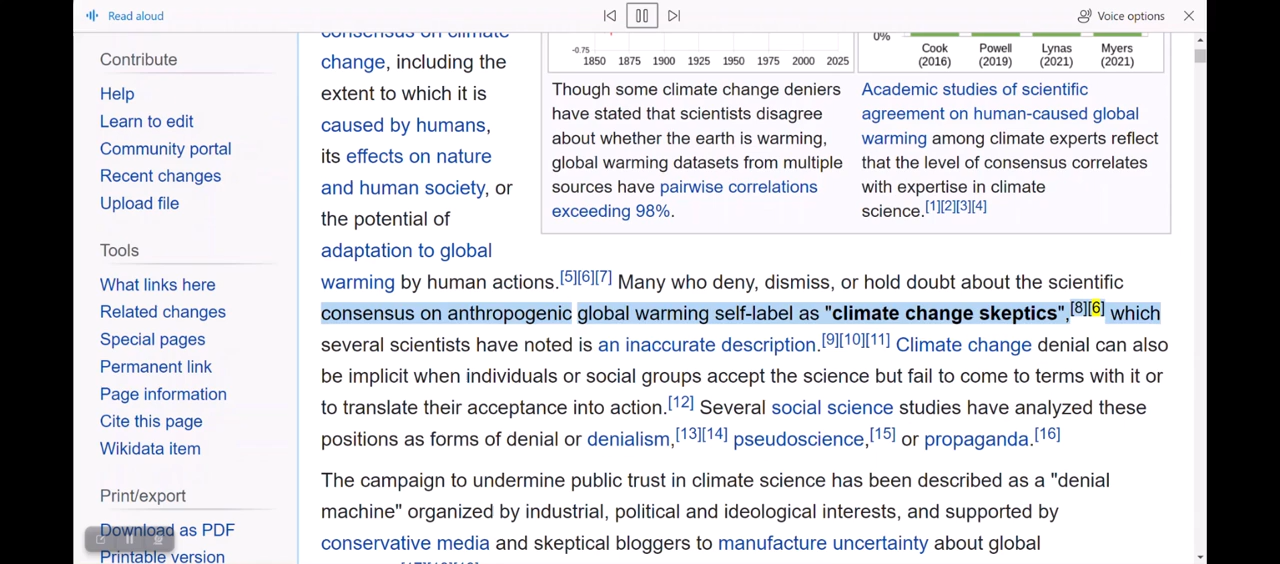 Read aloud
Voice options
Contribute
Help
Learn to edit
Community portal
Recent changes
Upload file
Tools
What links here
Related changes
Special pages
Permanent link
Page information
Cite this page
Wikidata item
Print/export
Download as PDF
Printable version
consensus on climate
change, including the
extent to which it is
caused by humans,
its effects on nature
and human society, or
the potential of
adaptation to global
-0.75
1850 1875 1900 1925 1950 1975 2000 2025
Though some climate change deniers
have stated that scientists disagree
about whether the earth is warming,
global warming datasets from multiple
sources have pairwise correlations
exceeding 98%.
0%
Cook (2016)
Powell (2019)
Lynas (2021)
Myers (2021)
Academic studies of scientific
agreement on human-caused global
warming among climate experts reflect
that the level of consensus correlates
with expertise in climate
science.[1][2][3][4]
warming by human actions.[5][6][7] Many who deny, dismiss, or hold doubt about the scientific
consensus on anthropogenic global warming self-label as "climate change skeptics",[8][6] which
several scientists have noted is an inaccurate description.[9][10][11] Climate change denial can also
be implicit when individuals or social groups accept the science but fail to come to terms with it or
to translate their acceptance into action.[12] Several social science studies have analyzed these
positions as forms of denial or denialism,[13][14] pseudoscience,[15] or propaganda.[16]
The campaign to undermine public trust in climate science has been described as a "denial
machine" organized by industrial, political and ideological interests, and supported by
conservative media and skeptical bloggers to manufacture uncertainty about global